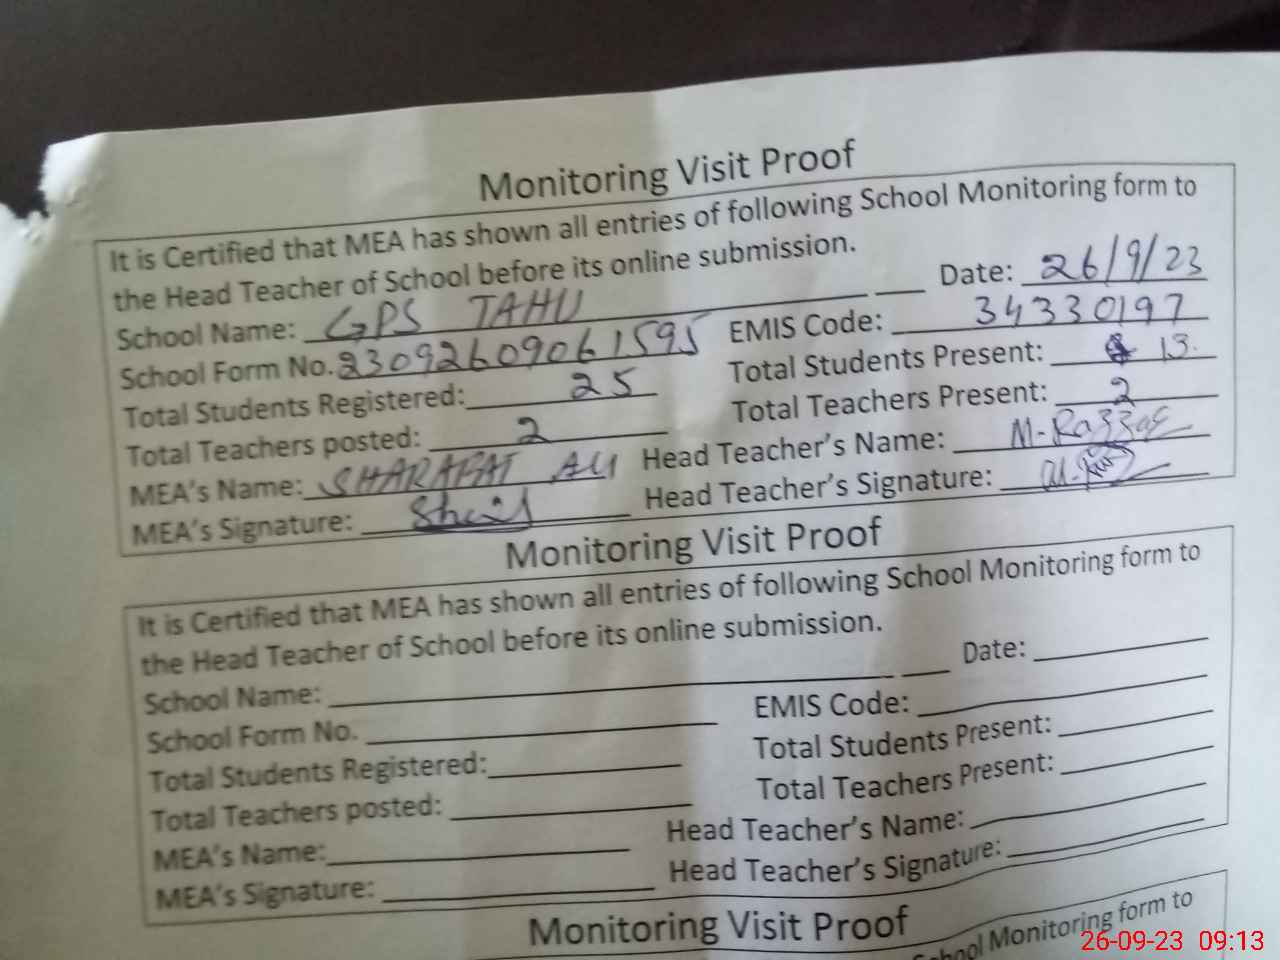 Monitoring Visit Proof
It is Certified that MEA has shown all entries of following School Monitoring form to
the Head Teacher of School before its online submission.
Date: 26/9/23
School Name: GPS TAHU
EMIS Code: 34330197
School Form No. 23092609061595
Total Students Present: 13.
Total Students Registered: 25
Total Teachers Present: 2
Total Teachers posted: 2
Head Teacher's Name: M-Razzaq
MEA's Name: SHARAFAT ALI
Head Teacher's Signature:
MEA's Signature:
Monitoring Visit Proof
It is Certified that MEA has shown all entries of following School Monitoring form to
the Head Teacher of School before its online submission.
Date:
School Name:
EMIS Code:
School Form No.
Total Students Present:
Total Students Registered:
Total Teachers Present:
Total Teachers posted:
Head Teacher's Name:
MEA's Name:
Head Teacher's Signature:
MEA's Signature:
Monitoring Visit Proof
School Monitoring form to
26-09-23 09:13